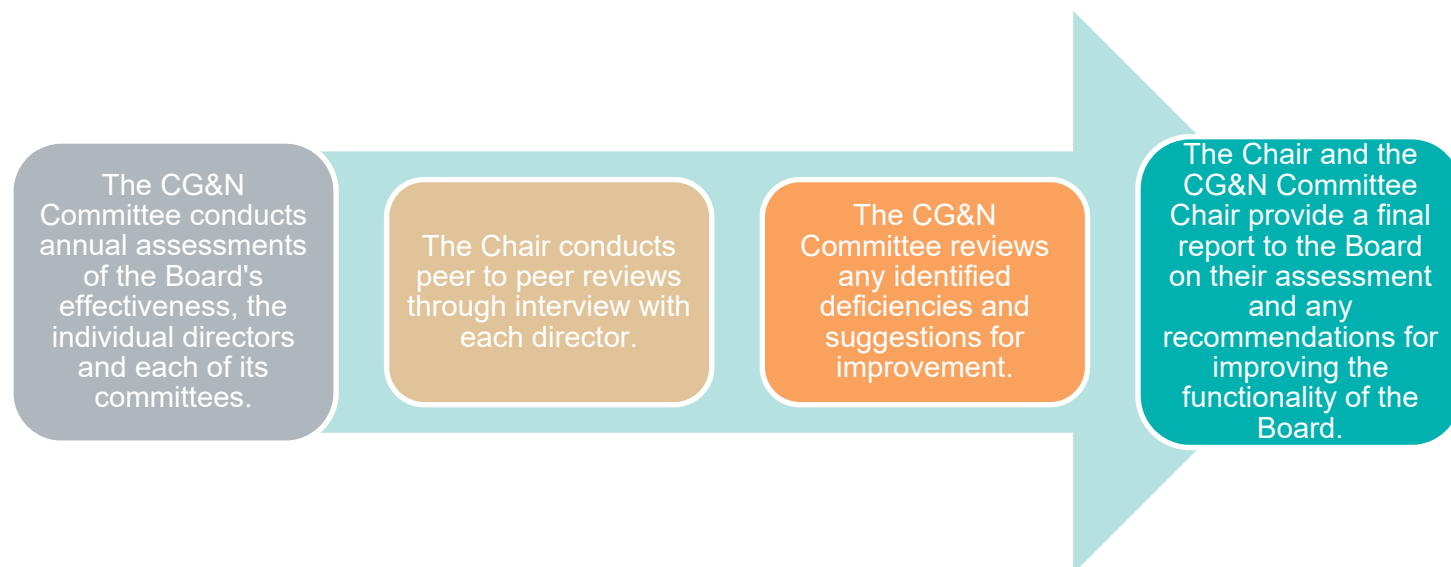 The CG&N
Committee conducts
annual assessments
of the Board's
effectiveness, the
individual directors
and each of its
committees.
The Chair conducts
peer to peer reviews
through interview with
each director.
The CG&N
Committee reviews
any identified
deficiencies and
suggestions for
improvement.
The Chair and the
CG&N Committee
Chair provide a final
report to the Board
on their assessment
and any
recommendations for
improving the
functionality of the
Board.